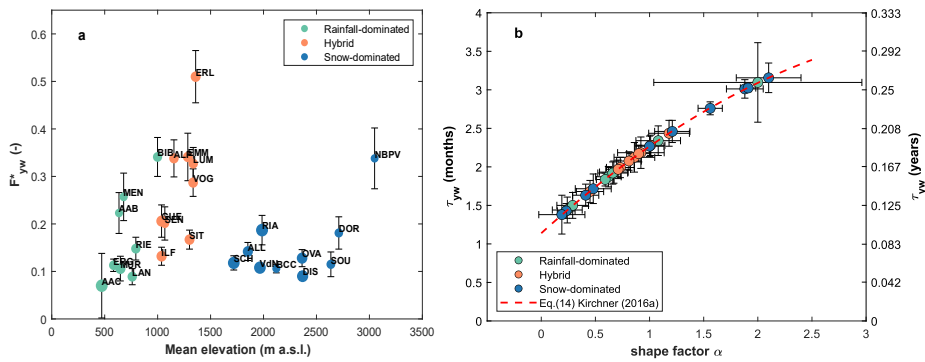 a
Rainfall-dominated
Hybrid
Snow-dominated
F*yw (-)
0.6
0.5
0.4
0.3
0.2
0.1
0
0 500 1000 1500 2000 2500 3000 3500
Mean elevation (m a.s.l.)
ERL
BIB
EMM
LUM
VOG
NBPV
MEN
AAB
SEN
RIA
DOR
SIT
RIE
ILF
LAN
AAC
ALL
SCH
VdN
BCC
OVA
DIS
SOU
b
τyw (months)
4
3.5
3
2.5
2
1.5
1
0.5
0
0 0.5 1 1.5 2 2.5 3
shape factor α
0.333
0.292
0.25
0.208
0.167
0.125
0.083
0.042
0
τyw (years)
Rainfall-dominated
Hybrid
Snow-dominated
Eq.(14) Kirchner (2016a)